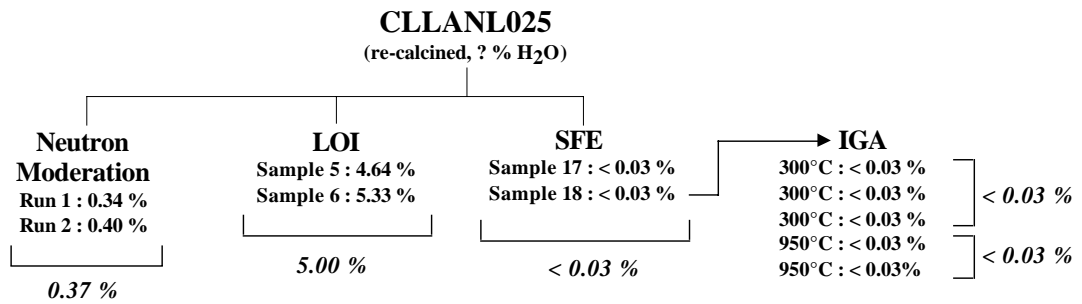 CLLANL025
(re-calcined, ? % H2O)
Neutron
Moderation
Run 1 : 0.34 %
Run 2 : 0.40 %
0.37 %
LOI
Sample 5 : 4.64 %
Sample 6 : 5.33 %
5.00 %
SFE
Sample 17 : < 0.03 %
Sample 18 : < 0.03 %
< 0.03 %
IGA
300°C : < 0.03 %
300°C : < 0.03 %
300°C : < 0.03 %
< 0.03 %
950°C : < 0.03 %
950°C : < 0.03%
< 0.03 %